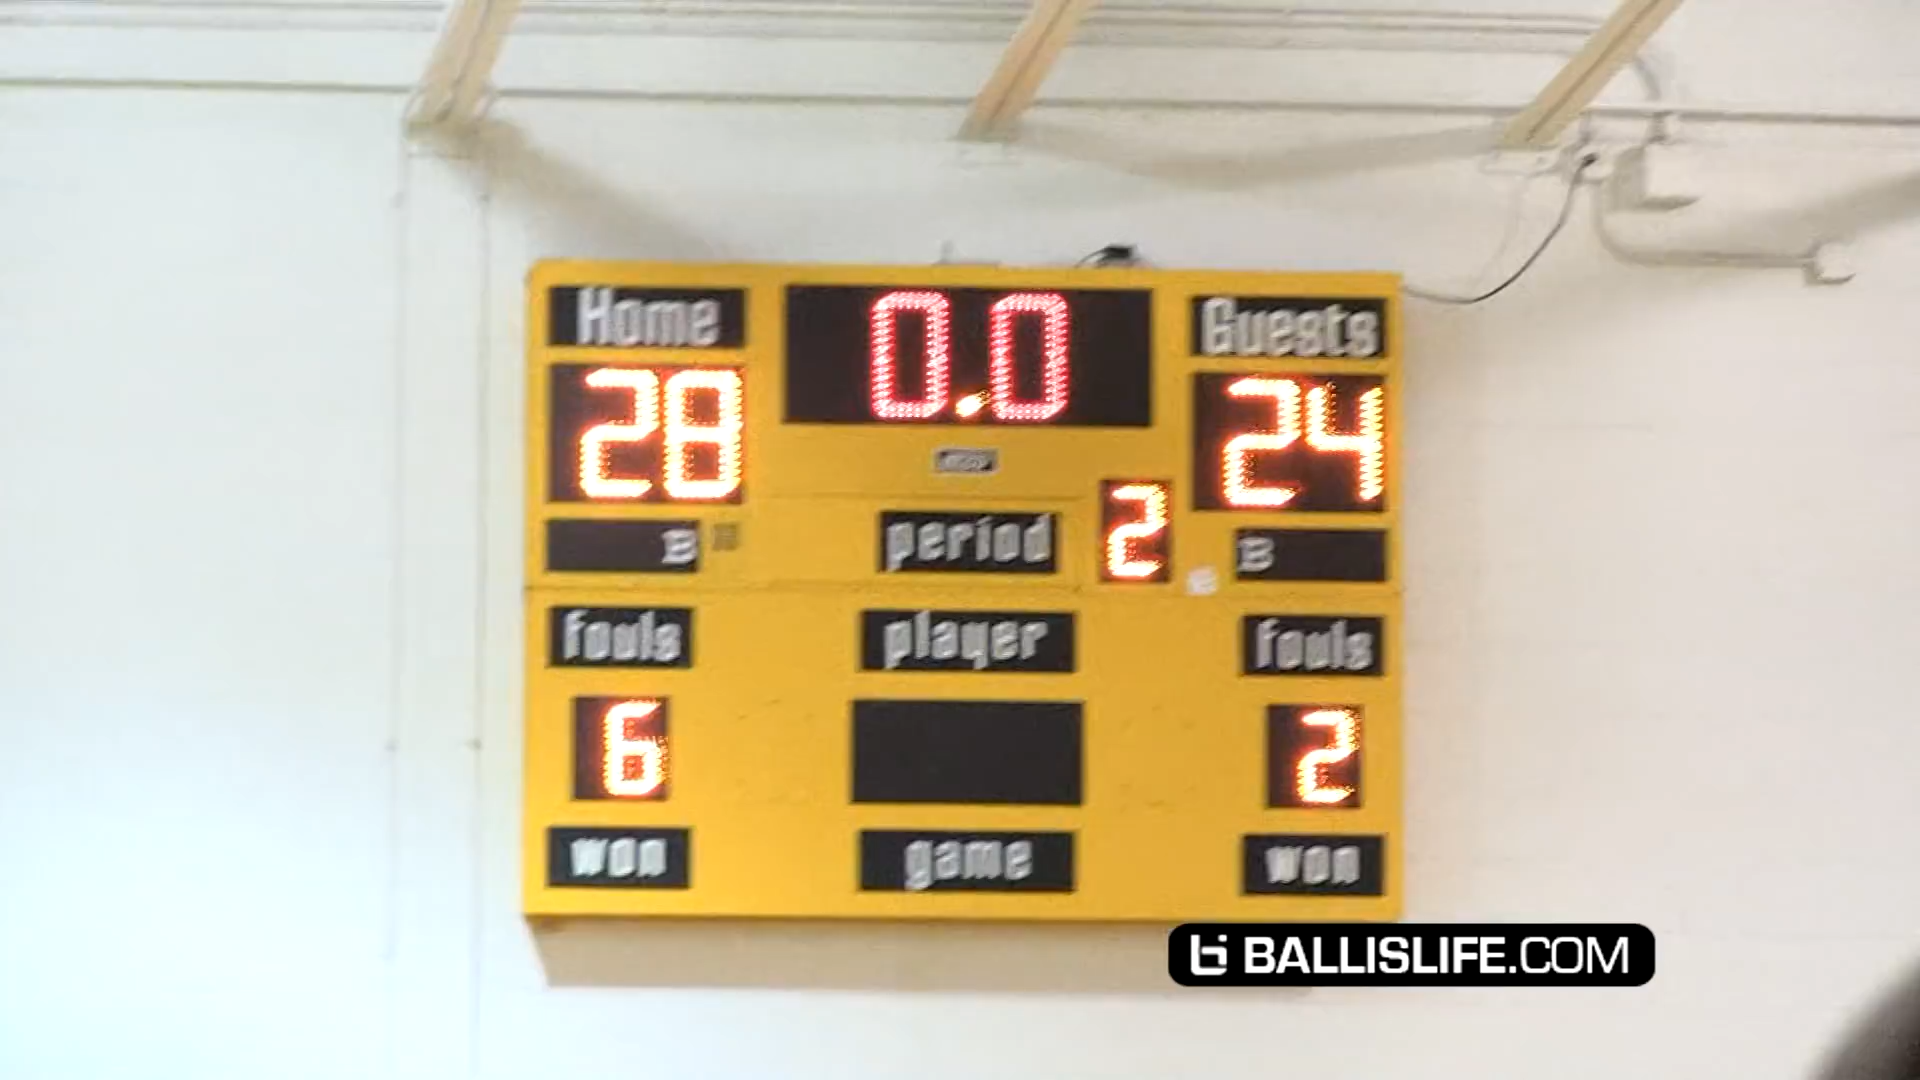 Home 0.0 Guests
28 24
B period 2 B
fouls player fouls
6 2
won game won
BALLISLIFE.COM